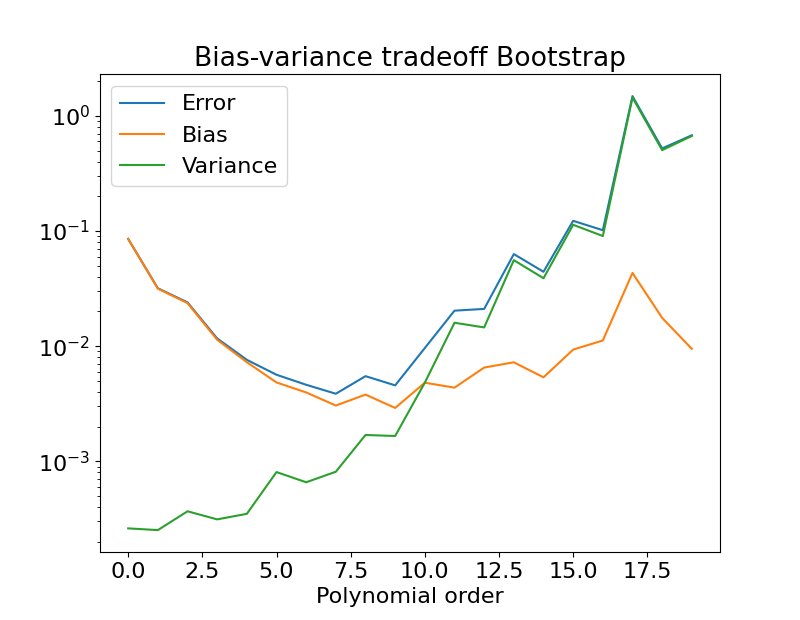 Bias-variance tradeoff Bootstrap
Error
Bias
Variance
10⁰
10⁻¹
10⁻²
10⁻³
0.0 2.5 5.0 7.5 10.0 12.5 15.0 17.5
Polynomial order